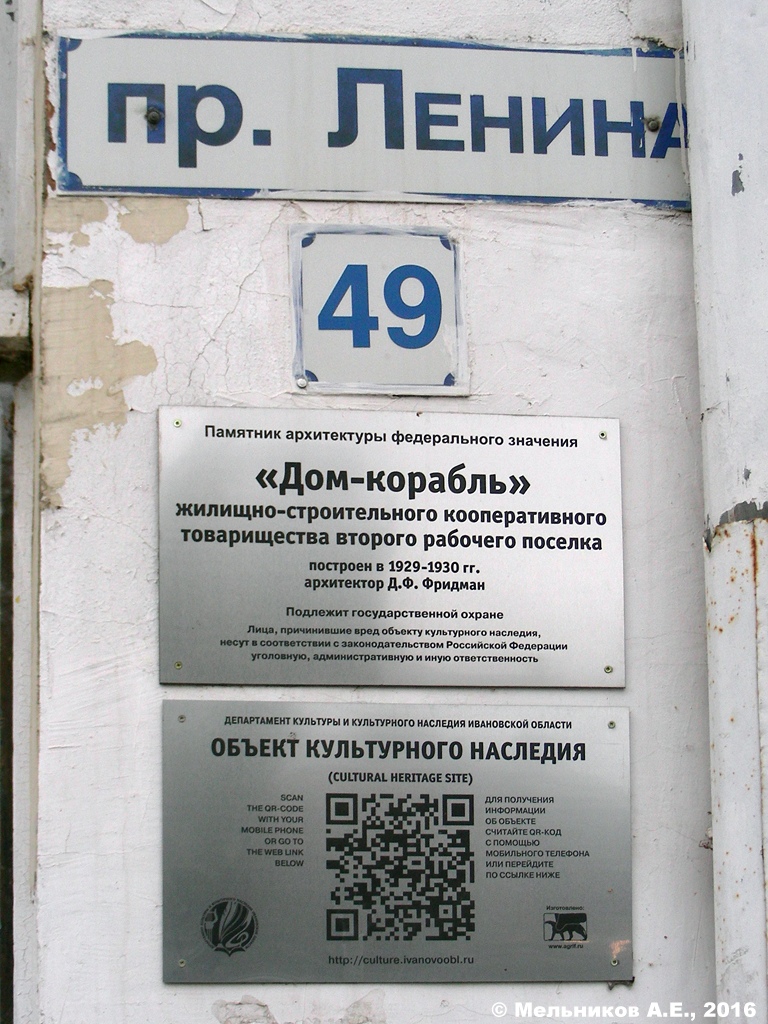 пр. Ленина
49
Памятник архитектуры федерального значения
«Дом-корабль»
жилищно-строительного кооперативного
товарищества второго рабочего поселка
построен в 1929-1930 гг.
архитектор Д.Ф. Фридман
Подлежит государственной охране
Лица, причинившие вред объекту культурного наследия,
несут в соответствии с законодательством Российской Федерации
уголовную, административную и иную ответственность
ДЕПАРТАМЕНТ КУЛЬТУРЫ И КУЛЬТУРНОГО НАСЛЕДИЯ ИВАНОВСКОЙ ОБЛАСТИ
ОБЪЕКТ КУЛЬТУРНОГО НАСЛЕДИЯ
(CULTURAL HERITAGE SITE)
SCAN
THE QR-CODE
WITH YOUR
MOBILE PHONE
OR GO TO
THE WEB LINK
BELOW
ДЛЯ ПОЛУЧЕНИЯ
ИНФОРМАЦИИ
ОБ ОБЪЕКТЕ
СЧИТАЙТЕ QR-КОД
С ПОМОЩЬЮ
МОБИЛЬНОГО ТЕЛЕФОНА
ИЛИ ПЕРЕЙДИТЕ
ПО ССЫЛКЕ НИЖЕ
Изготовлено:
www.agrif.ru
http://culture.ivanovoobl.ru
© Мельников А.Е., 2016